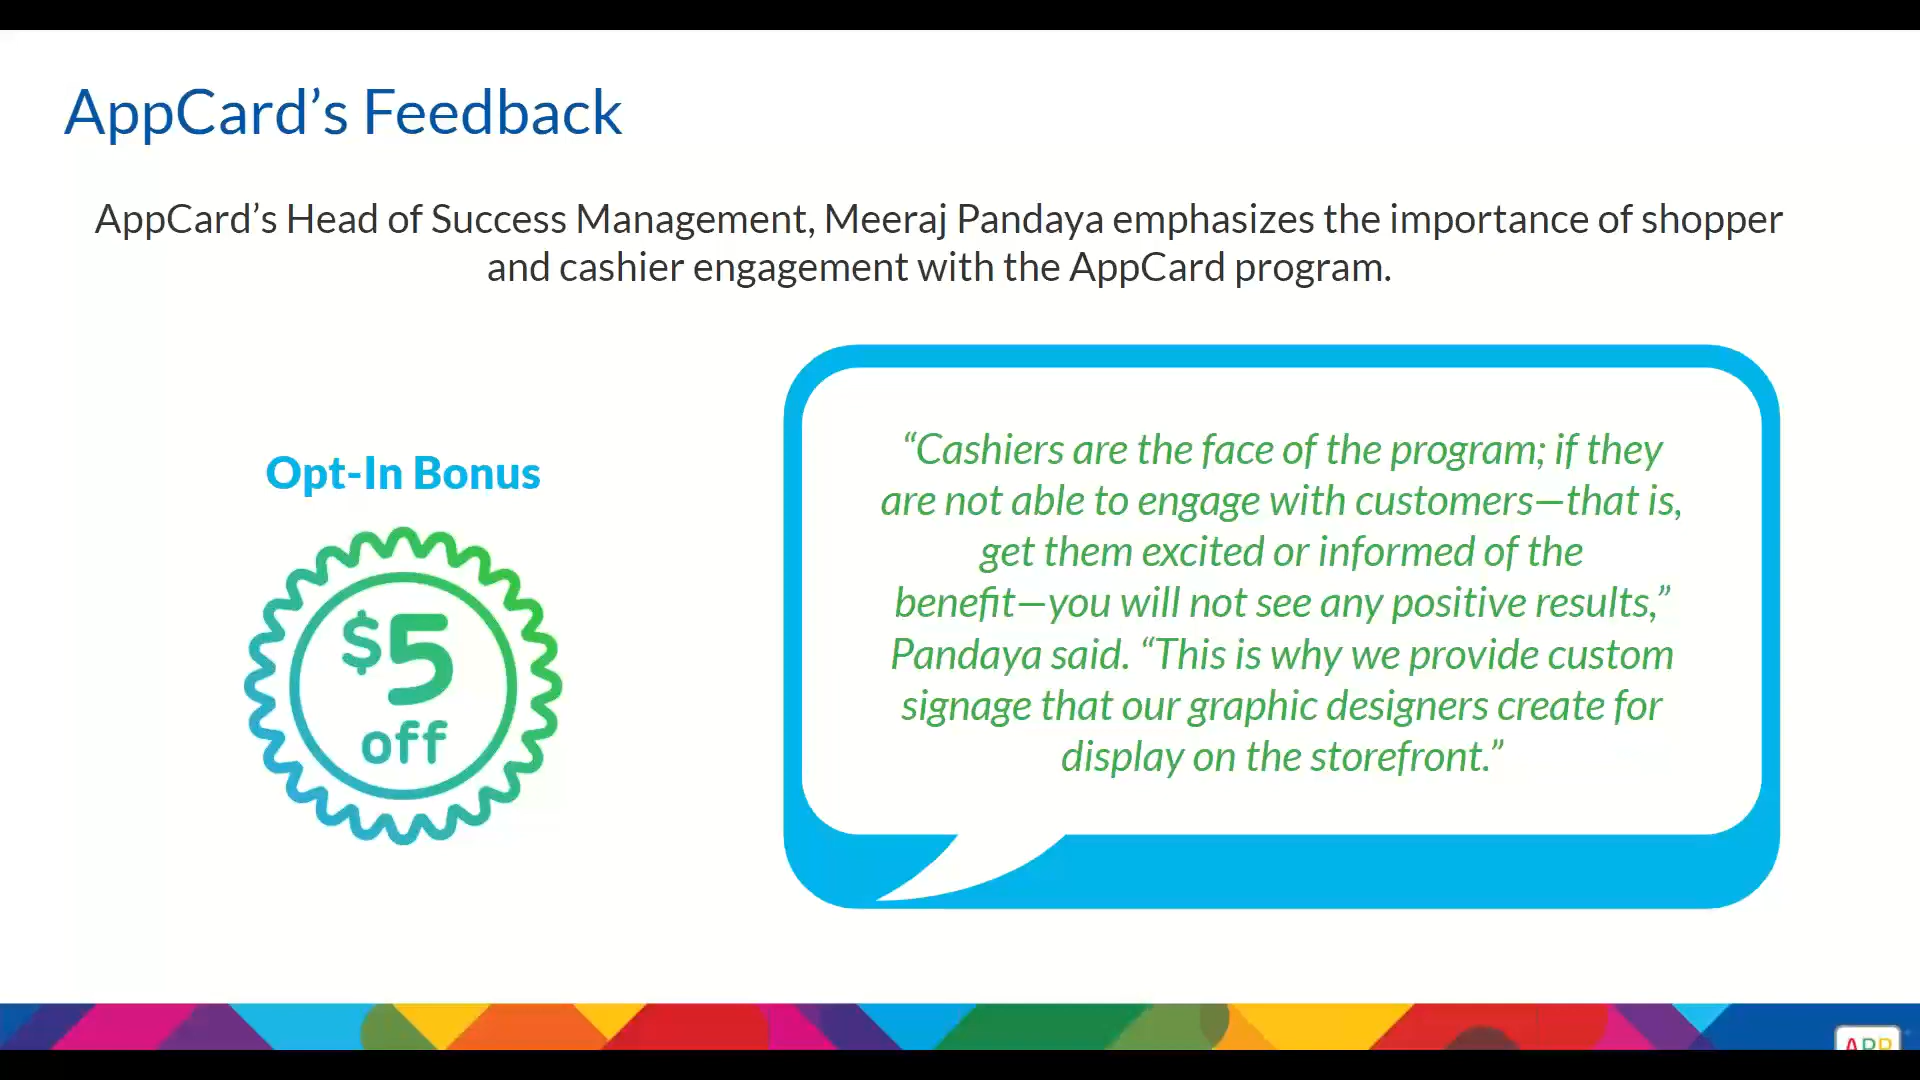 AppCard’s Feedback
AppCard’s Head of Success Management, Meeraj Pandaya emphasizes the importance of shopper
and cashier engagement with the AppCard program.
Opt-In Bonus
$5
off
“Cashiers are the face of the program; if they
are not able to engage with customers—that is,
get them excited or informed of the
benefit—you will not see any positive results,”
Pandaya said. “This is why we provide custom
signage that our graphic designers create for
display on the storefront.”
APP